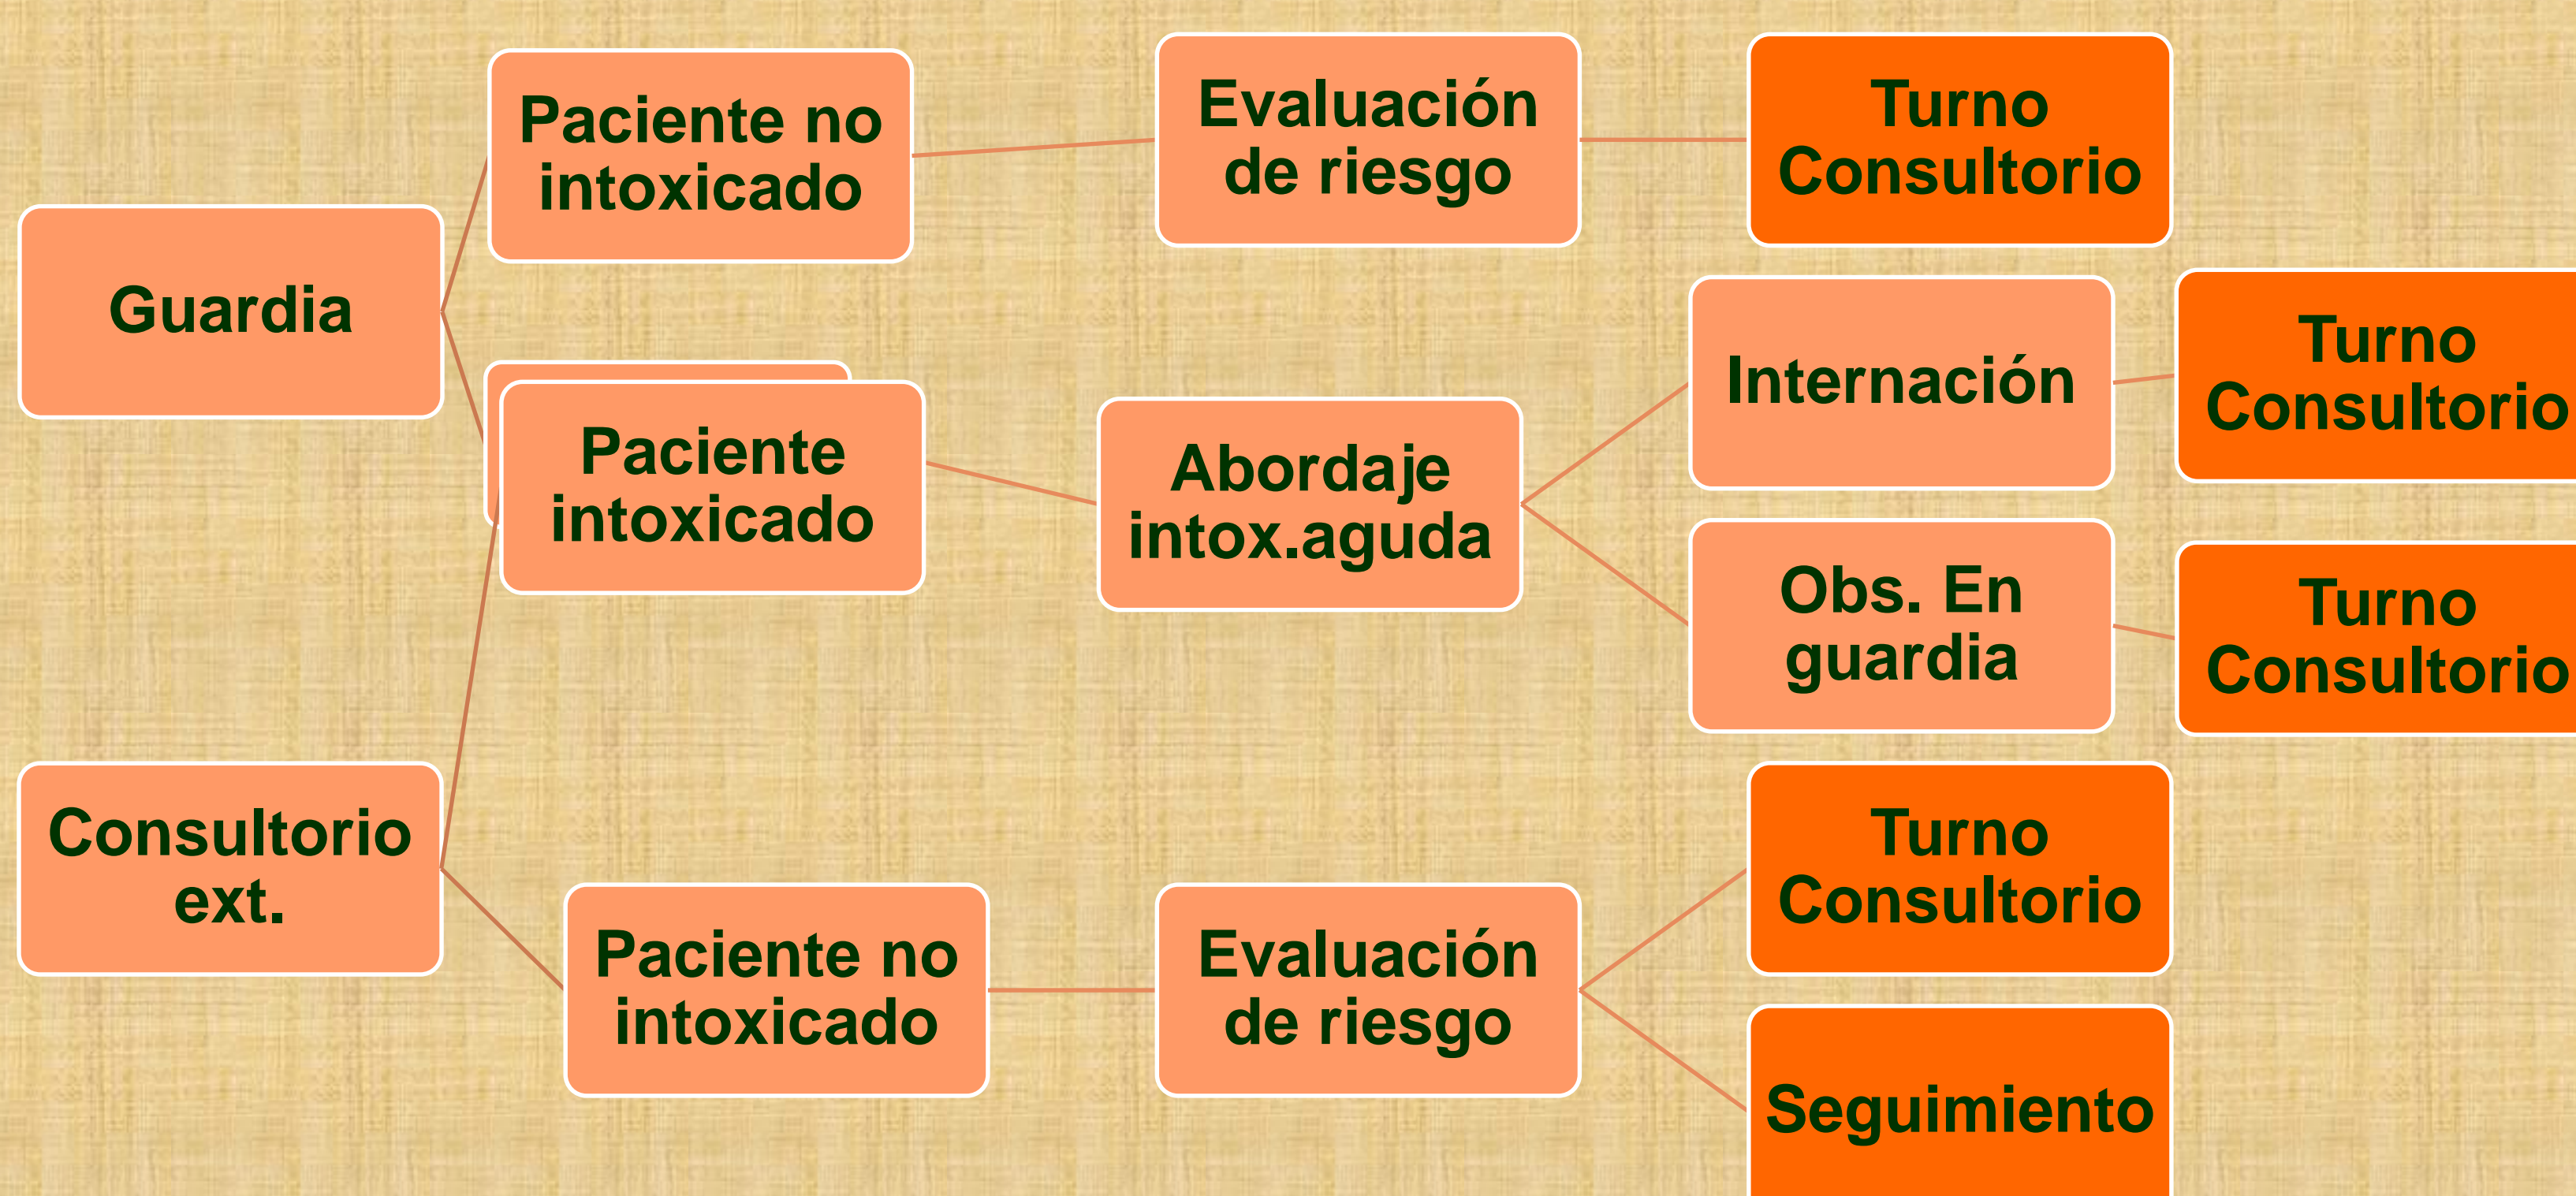 Paciente no
intoxicado
Evaluación
de riesgo
Turno
Consultorio
Guardia
Internación
Turno
Consultorio
Paciente
intoxicado
Abordaje
intox.aguda
Obs. En
guardia
Turno
Consultorio
Consultorio
ext.
Turno
Consultorio
Paciente no
intoxicado
Evaluación
de riesgo
Seguimiento